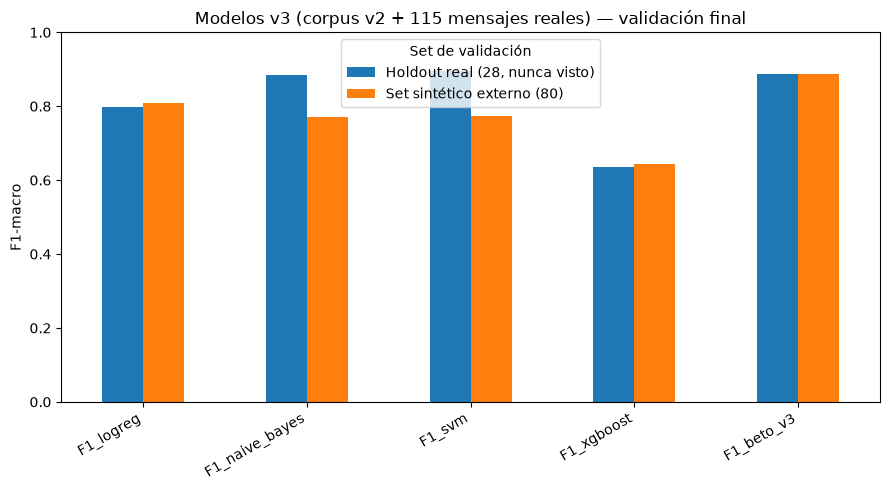 Modelos v3 (corpus v2 + 115 mensajes reales) — validación final
Set de validación
Holdout real (28, nunca visto)
Set sintético externo (80)
F1-macro
1.0
0.8
0.6
0.4
0.2
0.0
F1_logreg
F1_naive_bayes
F1_svm
F1_xgboost
F1_beto_v3